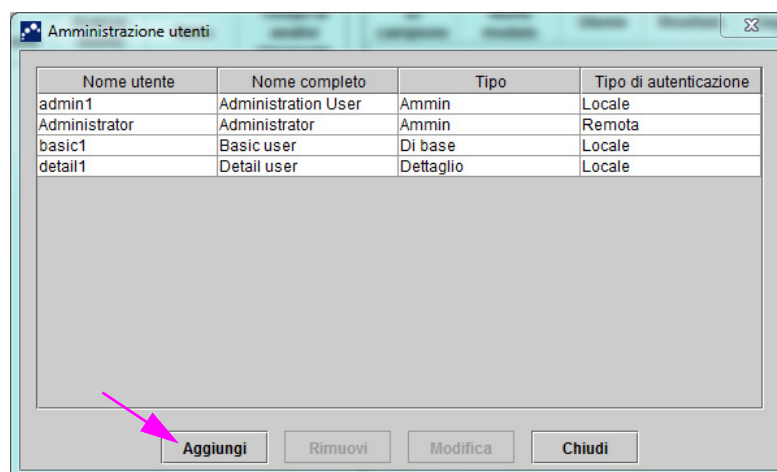 Amministrazione utenti
Nome utente Nome completo Tipo Tipo di autenticazione
admin1 Administration User Ammin Locale
Administrator Administrator Ammin Remota
basic1 Basic user Di base Locale
detail1 Detail user Dettaglio Locale
Aggiungi Rimuovi Modifica Chiudi